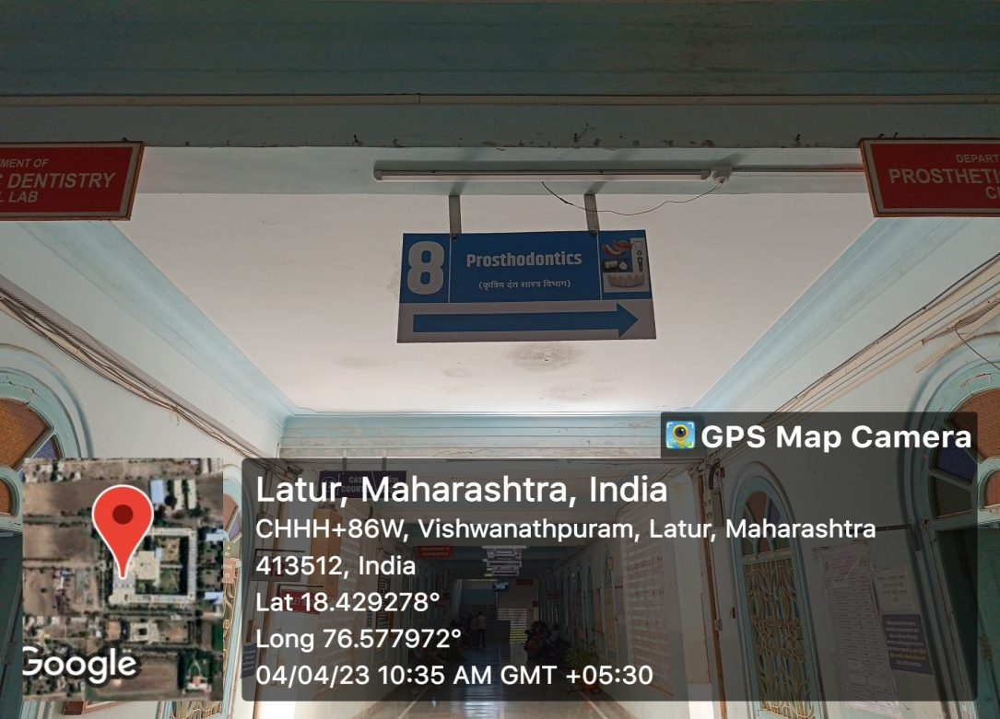 MENT OF
C DENTISTRY
L LAB
DEPART
PROSTHETI
8
Prosthodontics
(कृत्रिम दंत शास्त्र विभाग)
GPS Map Camera
Latur, Maharashtra, India
CHHH+86W, Vishwanathpuram, Latur, Maharashtra
413512, India
Lat 18.429278°
Long 76.577972°
04/04/23 10:35 AM GMT +05:30
Google